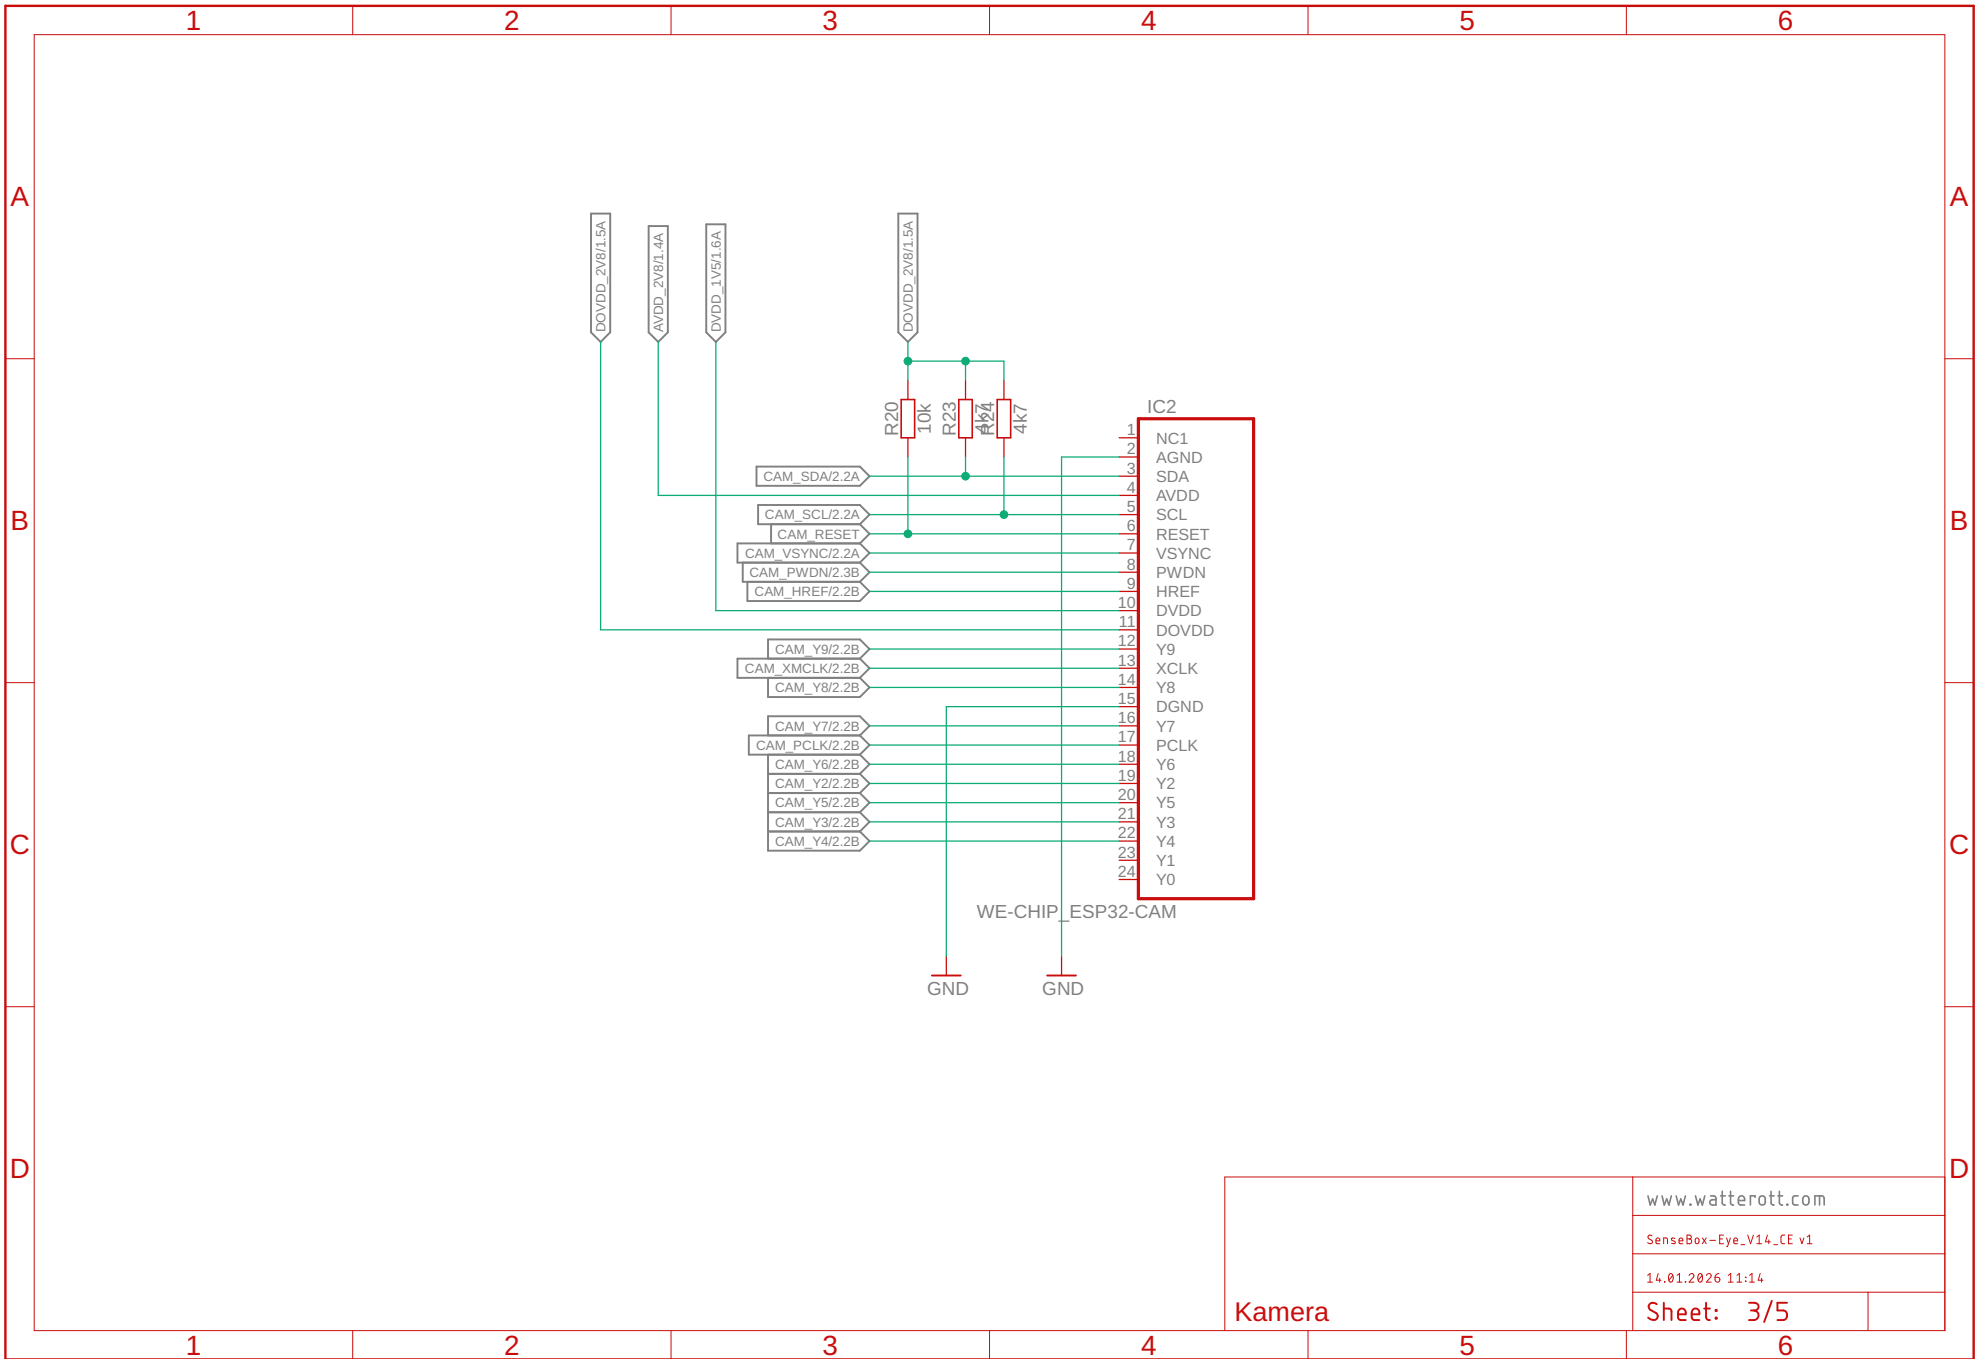 1 2 3 4 5 6
A A
DOVDD_2V8/1.5A
AVDD_2V8/1.4A
DVDD_1V5/1.6A
DOVDD_2V8/1.5A
R20
10k
R23
4k7
R24
4k7
IC2
1 NC1
2 AGND
CAM_SDA/2.2A 3 SDA
4 AVDD
CAM_SCL/2.2A 5 SCL
B B
CAM_RESET 6 RESET
CAM_VSYNC/2.2A 7 VSYNC
CAM_PWDN/2.3B 8 PWDN
CAM_HREF/2.2B 9 HREF
10 DVDD
11 DOVDD
CAM_Y9/2.2B 12 Y9
CAM_XMCLK/2.2B 13 XCLK
CAM_Y8/2.2B 14 Y8
15 DGND
CAM_Y7/2.2B 16 Y7
CAM_PCLK/2.2B 17 PCLK
CAM_Y6/2.2B 18 Y6
CAM_Y2/2.2B 19 Y2
CAM_Y5/2.2B 20 Y5
CAM_Y3/2.2B 21 Y3
CAM_Y4/2.2B 22 Y4
C C
23 Y1
24 Y0
WE-CHIP_ESP32-CAM
GND GND
D D
www.watterott.com
SenseBox-Eye_V14_CE v1
14.01.2026 11:14
Kamera
Sheet: 3/5
1 2 3 4 5 6